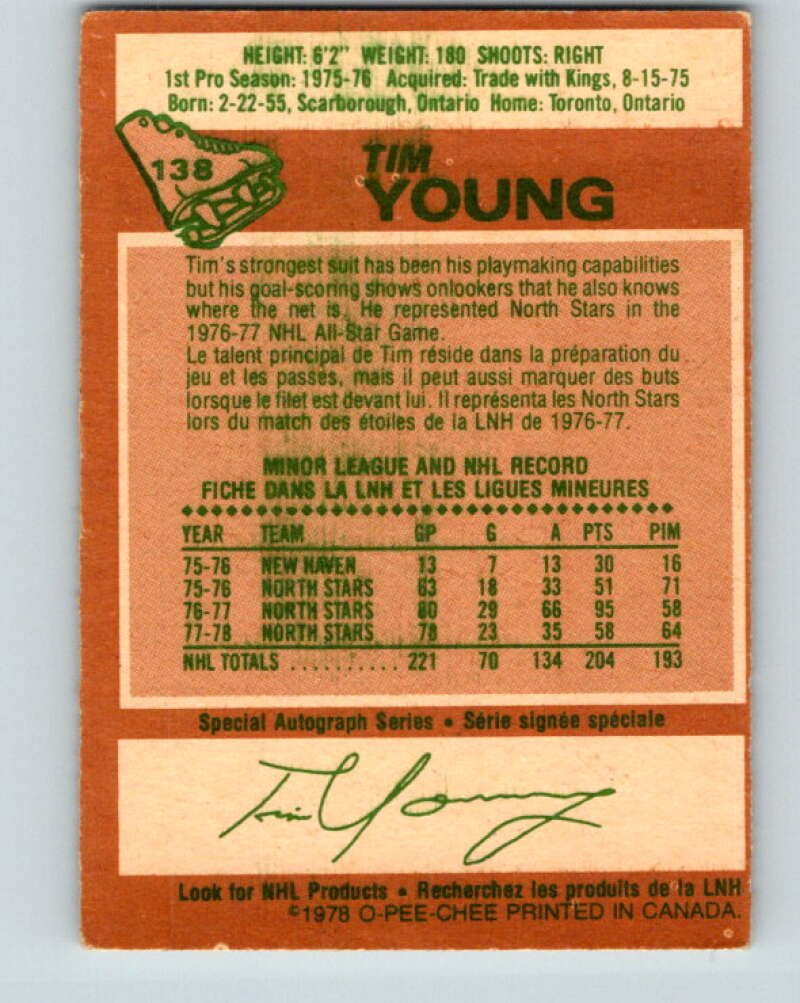 HEIGHT: 6'2" WEIGHT: 180 SHOOTS: RIGHT
1st Pro Season: 1975-76 Acquired: Trade with Kings, 8-15-75
Born: 2-22-55, Scarborough, Ontario Home: Toronto, Ontario
138
TIM
YOUNG
Tim's strongest suit has been his playmaking capabilities
but his goal-scoring shows onlookers that he also knows
where the net is. He represented North Stars in the
1976-77 NHL All-Star Game.
Le talent principal de Tim réside dans la préparation du
jeu et les passes, mais il peut aussi marquer des buts
lorsque le filet est devant lui. Il représenta les North Stars
lors du match des étoiles de la LNH de 1976-77.
MINOR LEAGUE AND NHL RECORD
FICHE DANS LA LNH ET LES LIGUES MINEURES
YEAR TEAM GP G A PTS PIM
75-76 NEW HAVEN 13 7 13 30 16
75-76 NORTH STARS 63 18 33 51 71
76-77 NORTH STARS 80 29 66 95 58
77-78 NORTH STARS 78 23 35 58 64
NHL TOTALS .......... 221 70 134 204 193
Special Autograph Series • Série signée spéciale
Tim Young
Look for NHL Products • Recherchez les produits de la LNH
©1978 O-PEE-CHEE PRINTED IN CANADA.